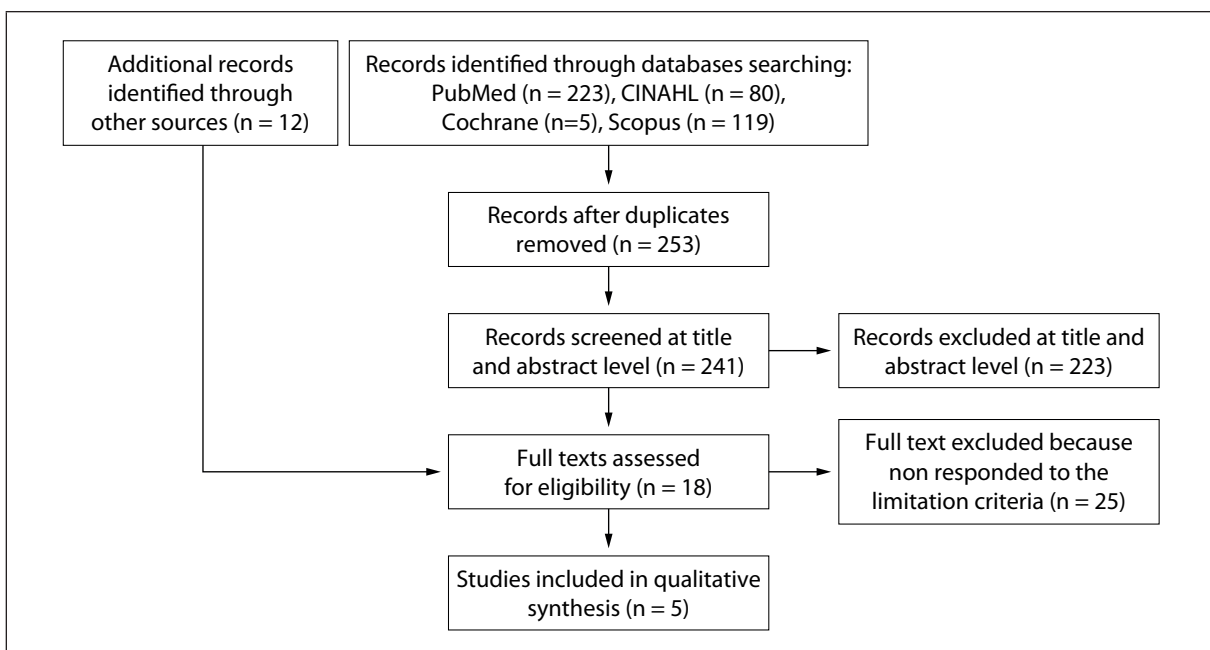 Additional records
identified through
other sources (n = 12)
Records identified through databases searching:
PubMed (n = 223), CINAHL (n = 80),
Cochrane (n=5), Scopus (n = 119)
Records after duplicates
removed (n = 253)
Records screened at title
and abstract level (n = 241)
Records excluded at title and
abstract level (n = 223)
Full texts assessed
for eligibility (n = 18)
Full text excluded because
non responded to the
limitation criteria (n = 25)
Studies included in qualitative
synthesis (n = 5)